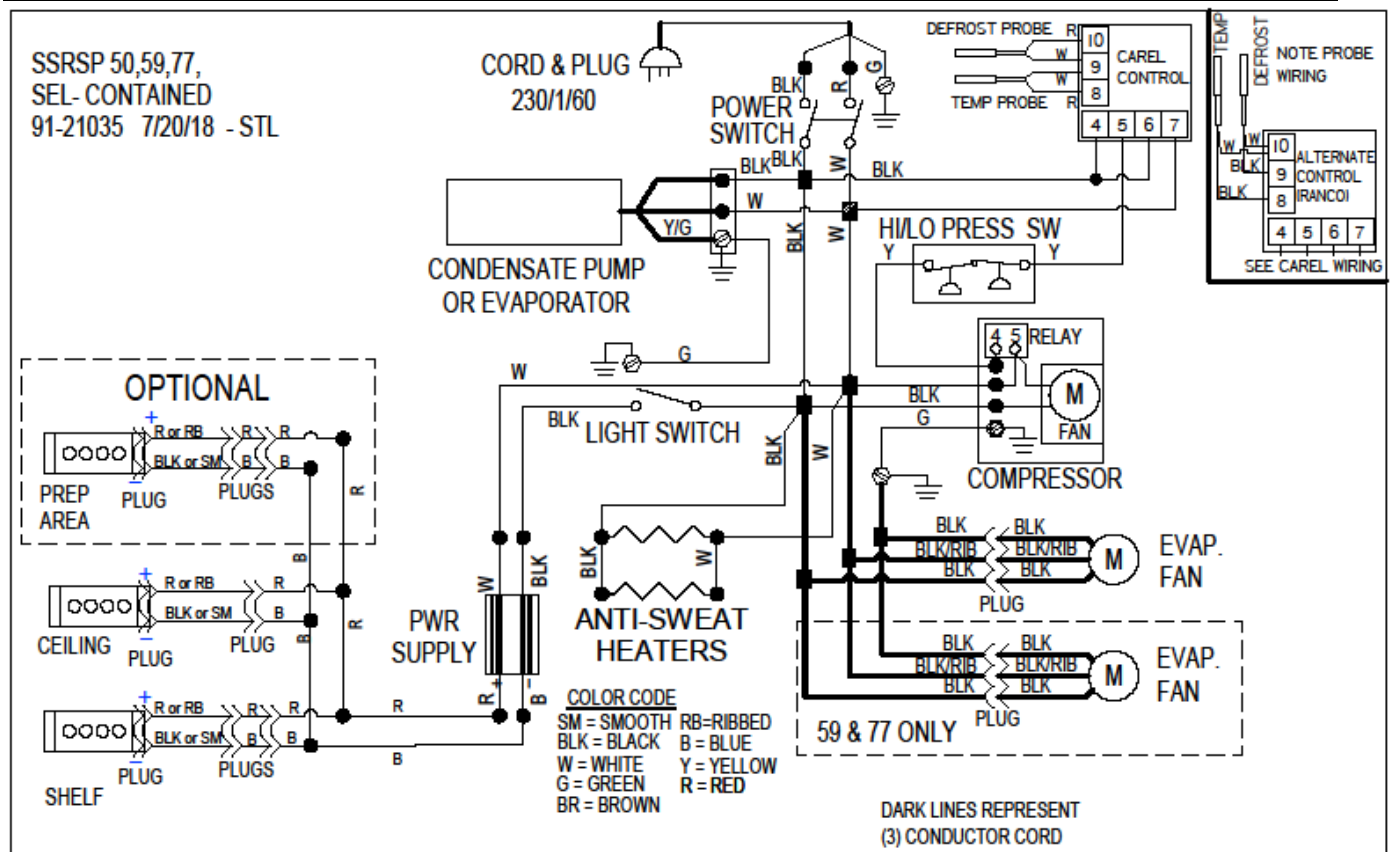 SSRSP 50,59,77,
SEL- CONTAINED
91-21035 7/20/18 - STL
CORD & PLUG
230/1/60
BLK
R
G
POWER
SWITCH
DEFROST PROBE
R
W
W
TEMP PROBE
R
10
9
8
CAREL
CONTROL
4 5 6 7
TEMP
DEFROST
NOTE PROBE
WIRING
W
W
BLK
BLK
10
9
8
ALTERNATE
CONTROL
IRANCOI
4 5 6 7
SEE CAREL WIRING
BLK
BLK
W
BLK
W
Y/G
BLK
W
CONDENSATE PUMP
OR EVAPORATOR
HI/LO PRESS SW
Y
Y
G
4 5 RELAY
M
FAN
COMPRESSOR
W
BLK
G
BLK
LIGHT SWITCH
BLK
W
OPTIONAL
+
R or RB
R
R
BLK or SM
B
B
−
PREP
AREA
PLUG
PLUGS
R
B
+
R or RB
R
BLK or SM
B
−
CEILING
PLUG
PLUG
B
R
+
R or RB
R
R
R
BLK or SM
B
B
B
−
SHELF
PLUG
PLUGS
W
BLK
PWR
SUPPLY
+
−
R
B
BLK
W
ANTI-SWEAT
HEATERS
COLOR CODE
SM = SMOOTH RB=RIBBED
BLK = BLACK B = BLUE
W = WHITE Y = YELLOW
G = GREEN R = RED
BR = BROWN
BLK
BLK
BLK/RIB
BLK/RIB
BLK
BLK
M
EVAP.
FAN
PLUG
BLK
BLK
BLK/RIB
BLK/RIB
BLK
BLK
M
EVAP.
FAN
PLUG
59 & 77 ONLY
DARK LINES REPRESENT
(3) CONDUCTOR CORD